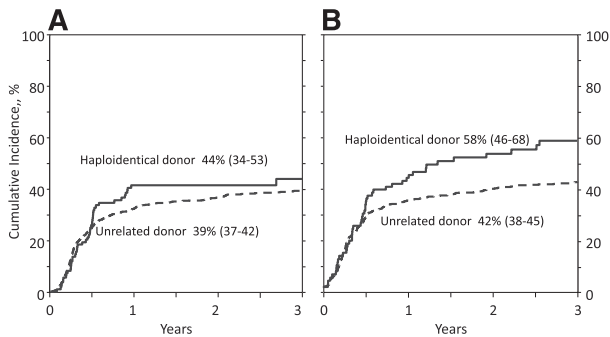 A
B
100
80
60
40
20
0
Cumulative Incidence,, %
Haploidentical donor 44% (34-53)
Unrelated donor 39% (37-42)
0
1
2
3
Years
Haploidentical donor 58% (46-68)
Unrelated donor 42% (38-45)
0
1
2
3
Years
100
80
60
40
20
0